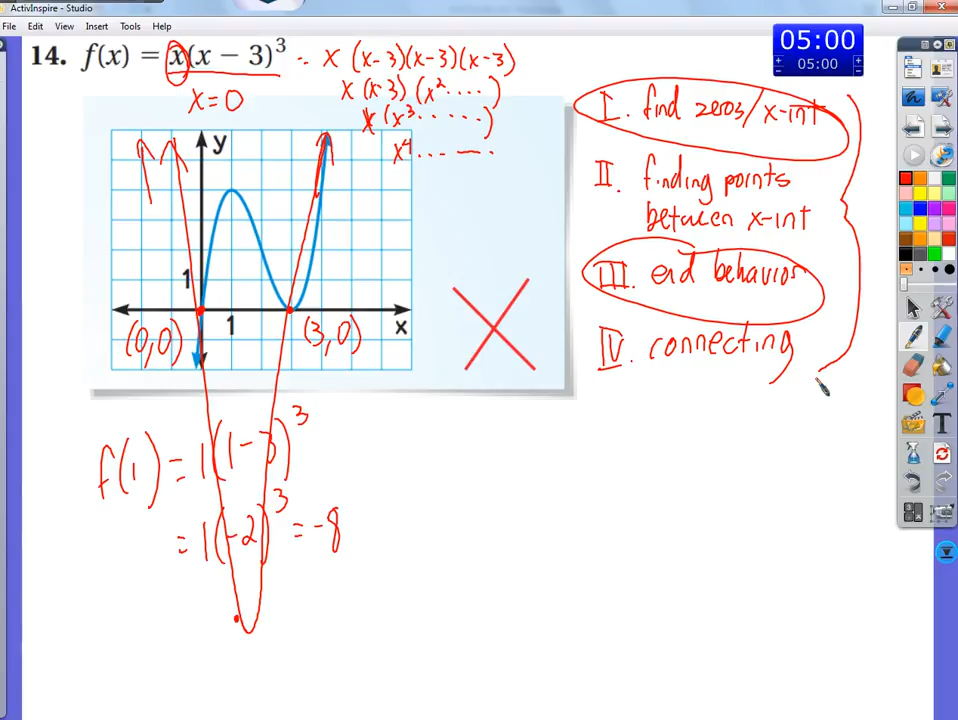 ActivInspire - Studio
File Edit View Insert Tools Help
05:00
05:00
14. f(x) = x(x − 3)³ = x (x-3)(x-3)(x-3)
x=0
x (x-3) (x² ....)
x (x³ ......)
x⁴ ... — ..
y
1
1
x
(0,0)
(3,0)
f(1) = 1(1-3)³
= 1(-2)³ = -8
I. find zeros/x-int
II. finding points
between x-int
III. end behavior
IV. connecting